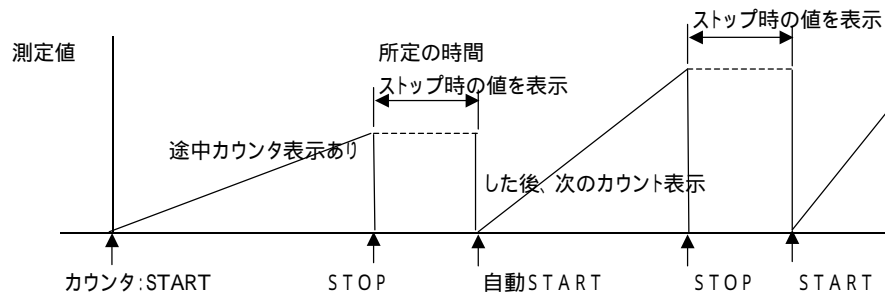 ストップ時の値を表示
測定値
所定の時間
ストップ時の値を表示
途中カウンタ表示あり
した後、次のカウント表示
カウンタ:START
STOP
自動START
STOP
START